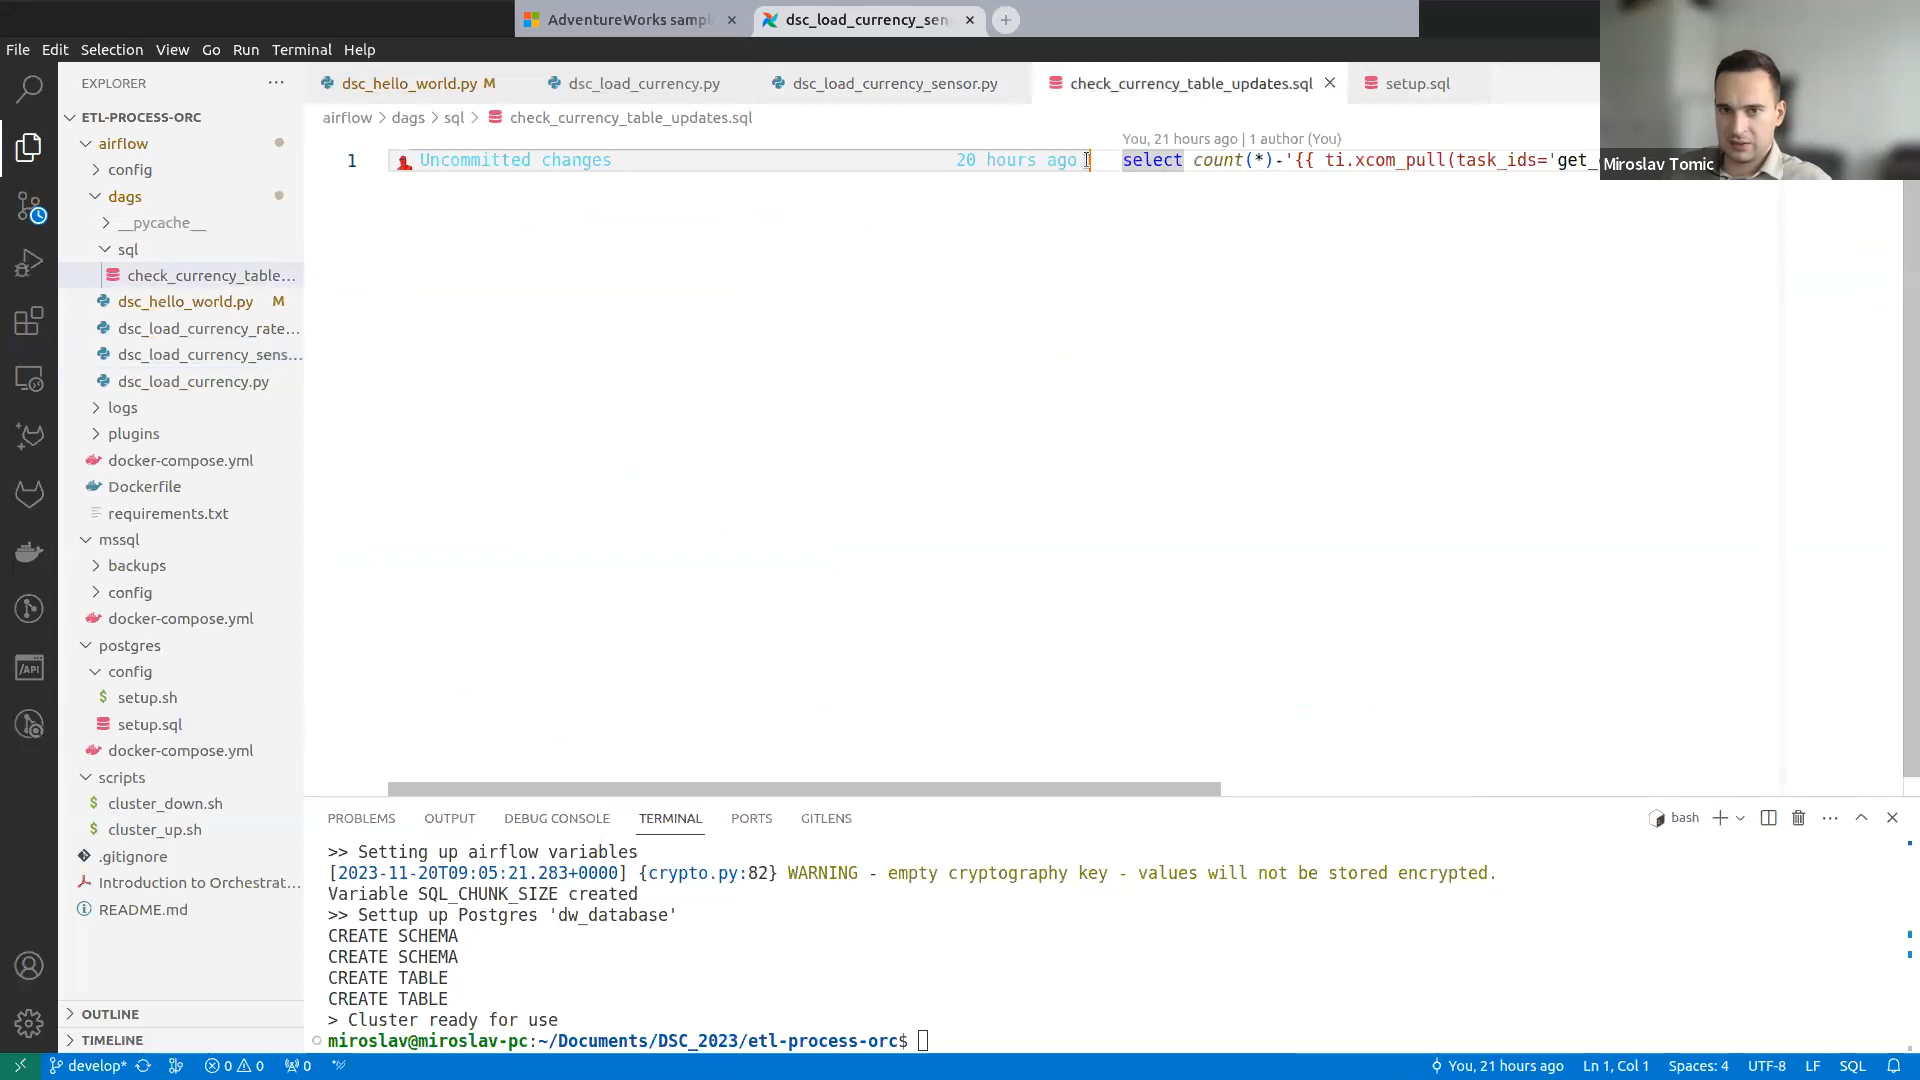 AdventureWorks sampl
dsc_load_currency_sen
File Edit Selection View Go Run Terminal Help
Miroslav Tomic
EXPLORER
dsc_hello_world.py M
dsc_load_currency.py
dsc_load_currency_sensor.py
check_currency_table_updates.sql
setup.sql
ETL-PROCESS-ORC
airflow > dags > sql > check_currency_table_updates.sql
You, 21 hours ago | 1 author (You)
1 Uncommitted changes 20 hours ago select count(*)-'{{ ti.xcom_pull(task_ids='get_
airflow
config
dags
__pycache__
sql
check_currency_table...
dsc_hello_world.py M
dsc_load_currency_rate...
dsc_load_currency_sens...
dsc_load_currency.py
logs
plugins
docker-compose.yml
Dockerfile
requirements.txt
mssql
backups
config
docker-compose.yml
postgres
config
setup.sh
setup.sql
docker-compose.yml
scripts
cluster_down.sh
cluster_up.sh
.gitignore
Introduction to Orchestrat...
README.md
OUTLINE
TIMELINE
API
PROBLEMS OUTPUT DEBUG CONSOLE TERMINAL PORTS GITLENS
bash
>> Setting up airflow variables
[2023-11-20T09:05:21.283+0000] {crypto.py:82} WARNING - empty cryptography key - values will not be stored encrypted.
Variable SQL_CHUNK_SIZE created
>> Settup up Postgres 'dw_database'
CREATE SCHEMA
CREATE SCHEMA
CREATE TABLE
CREATE TABLE
> Cluster ready for use
miroslav@miroslav-pc:~/Documents/DSC_2023/etl-process-orc$
develop* 0 0 0 You, 21 hours ago Ln 1, Col 1 Spaces: 4 UTF-8 LF SQL